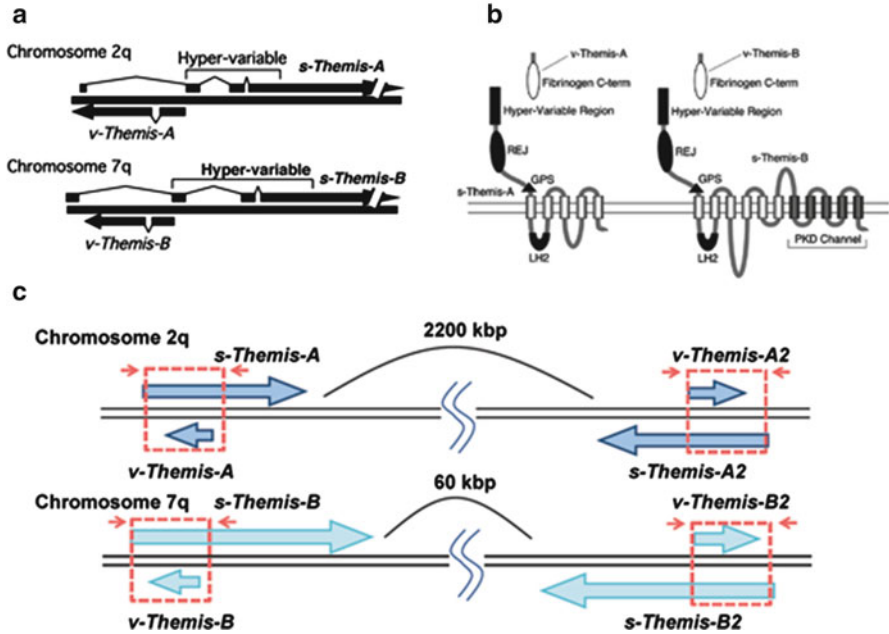 a
Chromosome 2q
Hyper-variable
s-Themis-A
v-Themis-A
Chromosome 7q
Hyper-variable
s-Themis-B
v-Themis-B
b
v-Themis-A
Fibrinogen C-term
Hyper-Variable Region
REJ
GPS
s-Themis-A
LH2
v-Themis-B
Fibrinogen C-term
Hyper-Variable Region
REJ
s-Themis-B
GPS
LH2
PKD Channel
c
Chromosome 2q
s-Themis-A
2200 kbp
v-Themis-A2
v-Themis-A
s-Themis-A2
Chromosome 7q
s-Themis-B
60 kbp
v-Themis-B2
v-Themis-B
s-Themis-B2